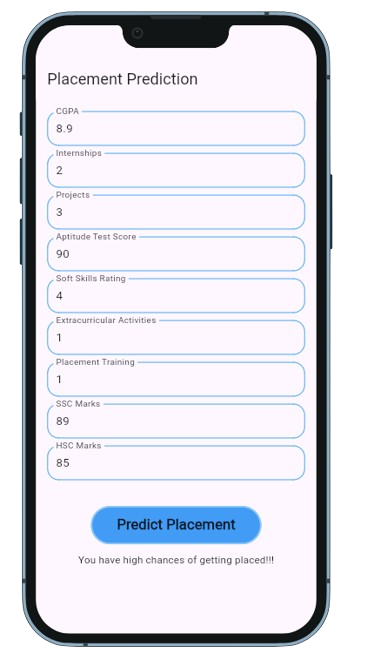 Placement Prediction
CGPA
8.9
Internships
2
Projects
3
Aptitude Test Score
90
Soft Skills Rating
4
Extracurricular Activities
1
Placement Training
1
SSC Marks
89
HSC Marks
85
Predict Placement
You have high chances of getting placed!!!